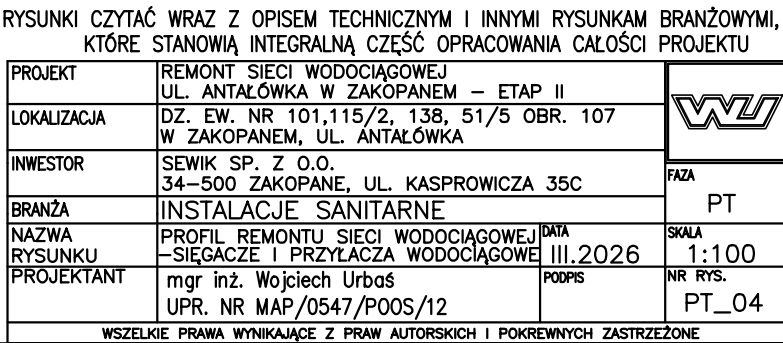 RYSUNKI CZYTAĆ WRAZ Z OPISEM TECHNICZNYM I INNYMI RYSUNKAM BRANŻOWYMI,
KTÓRE STANOWIĄ INTEGRALNĄ CZĘŚĆ OPRACOWANIA CAŁOŚCI PROJEKTU
PROJEKT
REMONT SIECI WODOCIĄGOWEJ
UL. ANTAŁÓWKA W ZAKOPANEM – ETAP II
WU
LOKALIZACJA
DZ. EW. NR 101,115/2, 138, 51/5 OBR. 107
W ZAKOPANEM, UL. ANTAŁÓWKA
INWESTOR
SEWIK SP. Z O.O.
34-500 ZAKOPANE, UL. KASPROWICZA 35C
FAZA
PT
BRANŻA
INSTALACJE SANITARNE
NAZWA
RYSUNKU
PROFIL REMONTU SIECI WODOCIĄGOWEJ
-SIĘGACZE I PRZYŁACZA WODOCIĄGOWE
DATA
III.2026
SKALA
1:100
PROJEKTANT
mgr inż. Wojciech Urbaś
UPR. NR MAP/0547/POOS/12
PODPIS
NR RYS.
PT_04
WSZELKIE PRAWA WYNIKAJĄCE Z PRAW AUTORSKICH I POKREWNYCH ZASTRZEŻONE